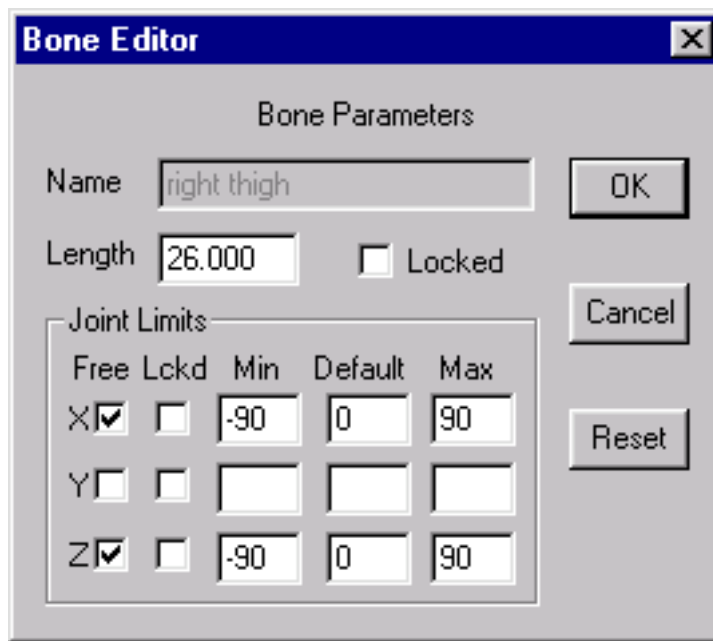 Bone Editor
Bone Parameters
Name right thigh OK
Length 26.000 Locked
Cancel
Joint Limits
Free Lckd Min Default Max
X -90 0 90
Reset
Y
Z -90 0 90